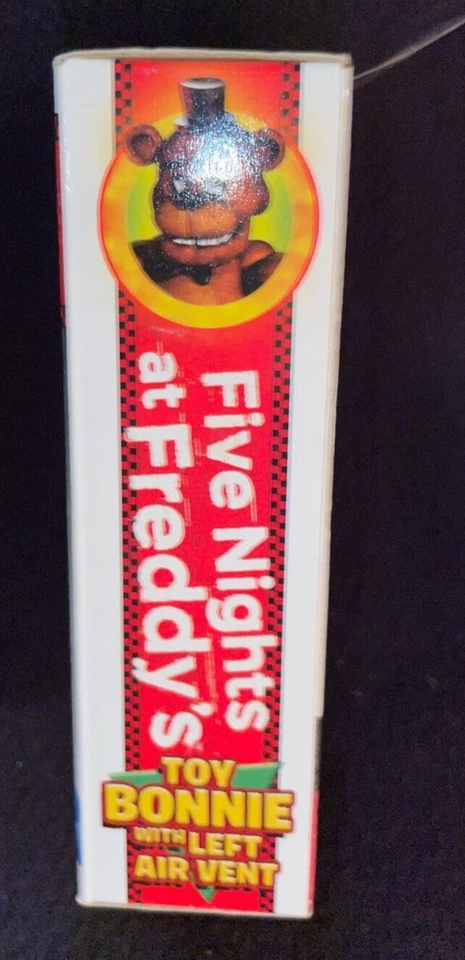 Five Nights
at Freddy's
TOY
BONNIE
WITH LEFT
AIR VENT